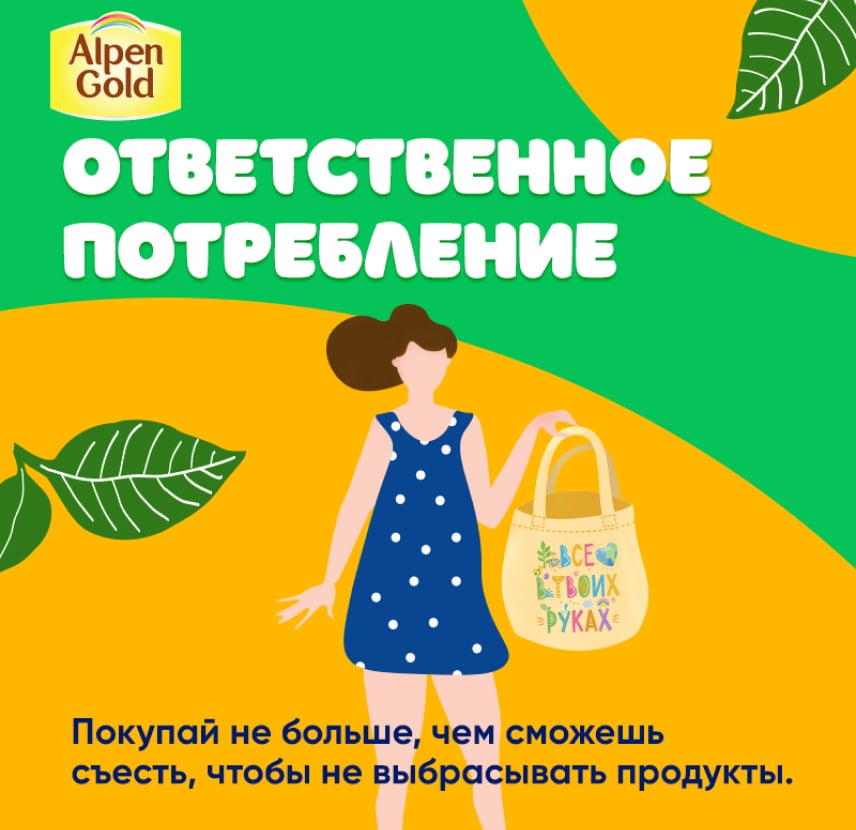 Alpen
Gold
ОТВЕТСТВЕННОЕ
ПОТРЕБЛЕНИЕ
ВСЕ
В ТВОИХ
РУКАХ
Покупай не больше, чем сможешь
съесть, чтобы не выбрасывать продукты.